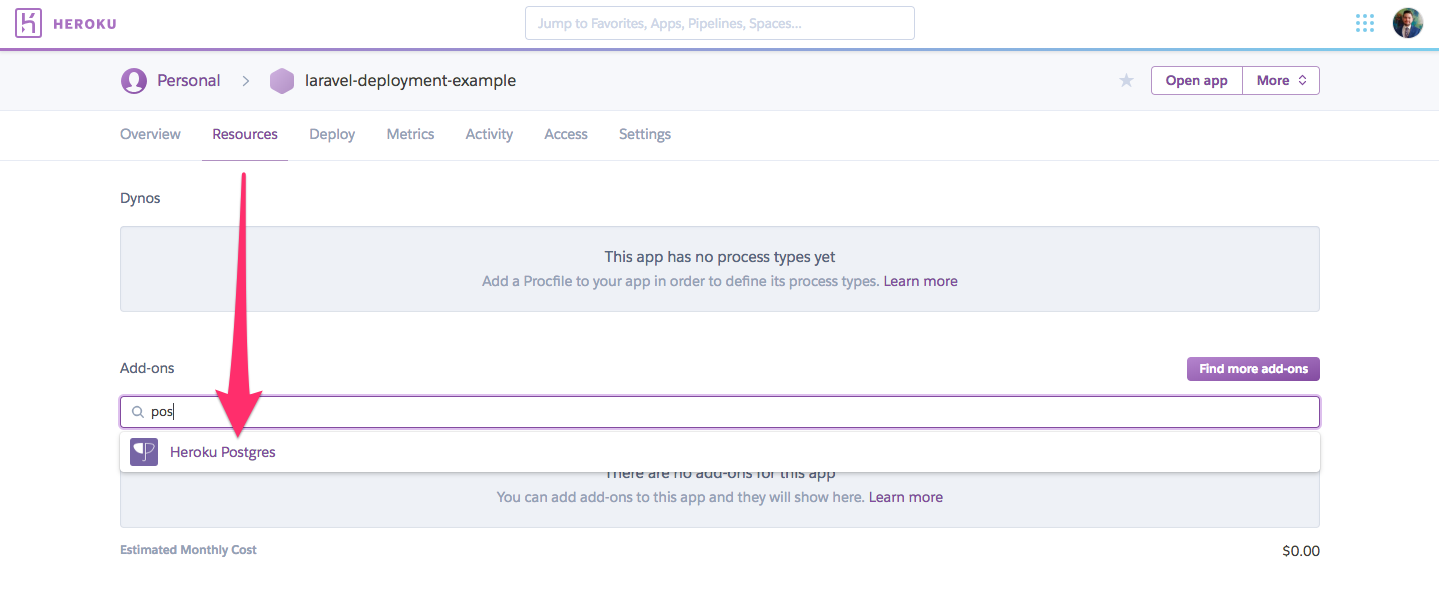 HEROKU
Jump to Favorites, Apps, Pipelines, Spaces...
Personal > laravel-deployment-example
Open app
More
Overview Resources Deploy Metrics Activity Access Settings
Dynos
This app has no process types yet
Add a Procfile to your app in order to define its process types. Learn more
Add-ons
Find more add-ons
pos
Heroku Postgres
There are no add-ons for this app
You can add add-ons to this app and they will show here. Learn more
Estimated Monthly Cost
$0.00